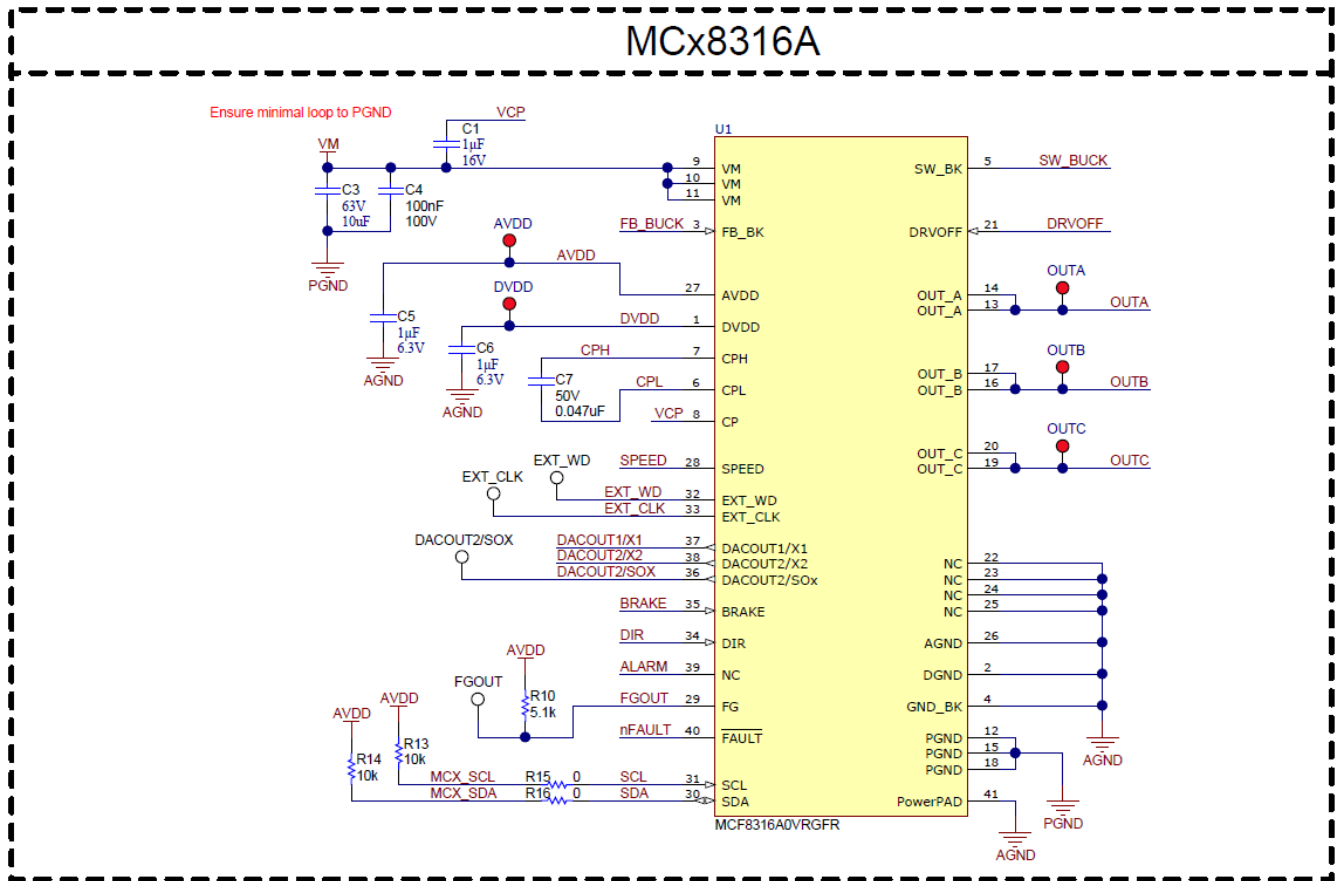 MCx8316A
Ensure minimal loop to PGND
VCP
C1
1µF
16V
VM
C3
63V
10uF
C4
100nF
100V
PGND
U1
9 VM
10 VM
11 VM
FB_BUCK 3 FB_BK
AVDD
AVDD
27 AVDD
DVDD
DVDD 1 DVDD
C5
1µF
6.3V
AGND
C6
1µF
6.3V
AGND
CPH 7 CPH
C7
50V
0.047uF
CPL 6 CPL
VCP 8 CP
SPEED 28 SPEED
EXT_WD
EXT_CLK
EXT_WD 32 EXT_WD
EXT_CLK 33 EXT_CLK
DACOUT2/SOX
DACOUT1/X1 37 DACOUT1/X1
DACOUT2/X2 38 DACOUT2/X2
DACOUT2/SOX 36 DACOUT2/SOx
BRAKE 35 BRAKE
DIR 34 DIR
ALARM 39 NC
AVDD
R10
5.1k
FGOUT
FGOUT 29 FG
nFAULT 40 FAULT
AVDD
AVDD
R13
10k
R14
10k
MCX_SCL R15 0 SCL 31 SCL
MCX_SDA R16 0 SDA 30 SDA
MCF8316A0VRGFR
SW_BK 5 SW_BUCK
DRVOFF 21 DRVOFF
OUTA
OUT_A 14
OUT_A 13 OUTA
OUTB
OUT_B 17
OUT_B 16 OUTB
OUTC
OUT_C 20
OUT_C 19 OUTC
NC 22
NC 23
NC 24
NC 25
AGND 26
DGND 2
GND_BK 4
AGND
PGND 12
PGND 15
PGND 18
PGND
PowerPAD 41
AGND